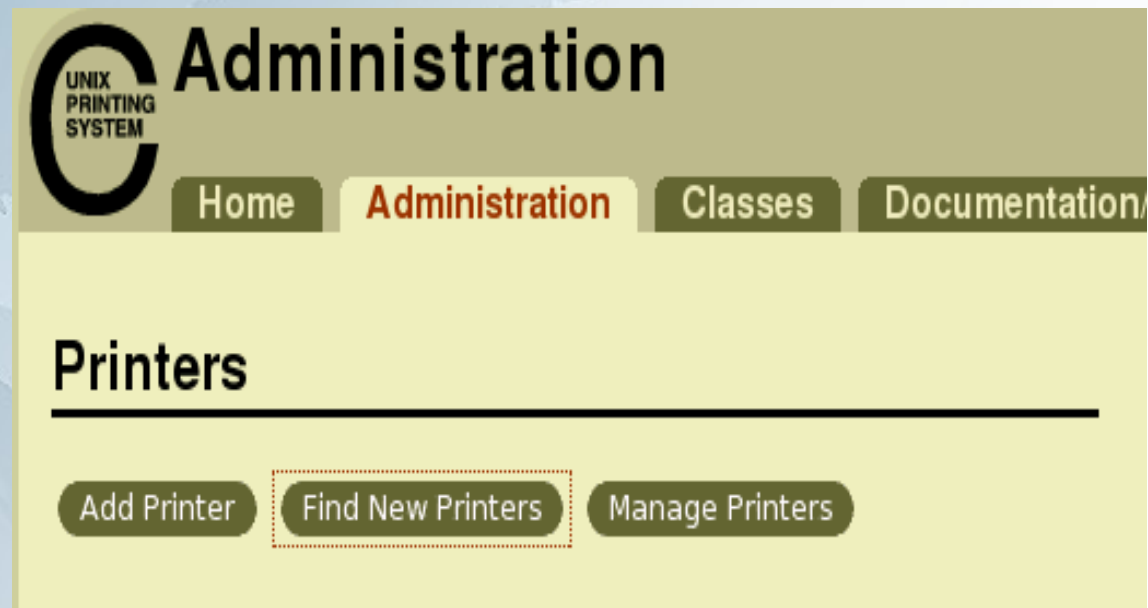 UNIX
PRINTING
SYSTEM
Administration
Home Administration Classes Documentation/
Printers
Add Printer Find New Printers Manage Printers